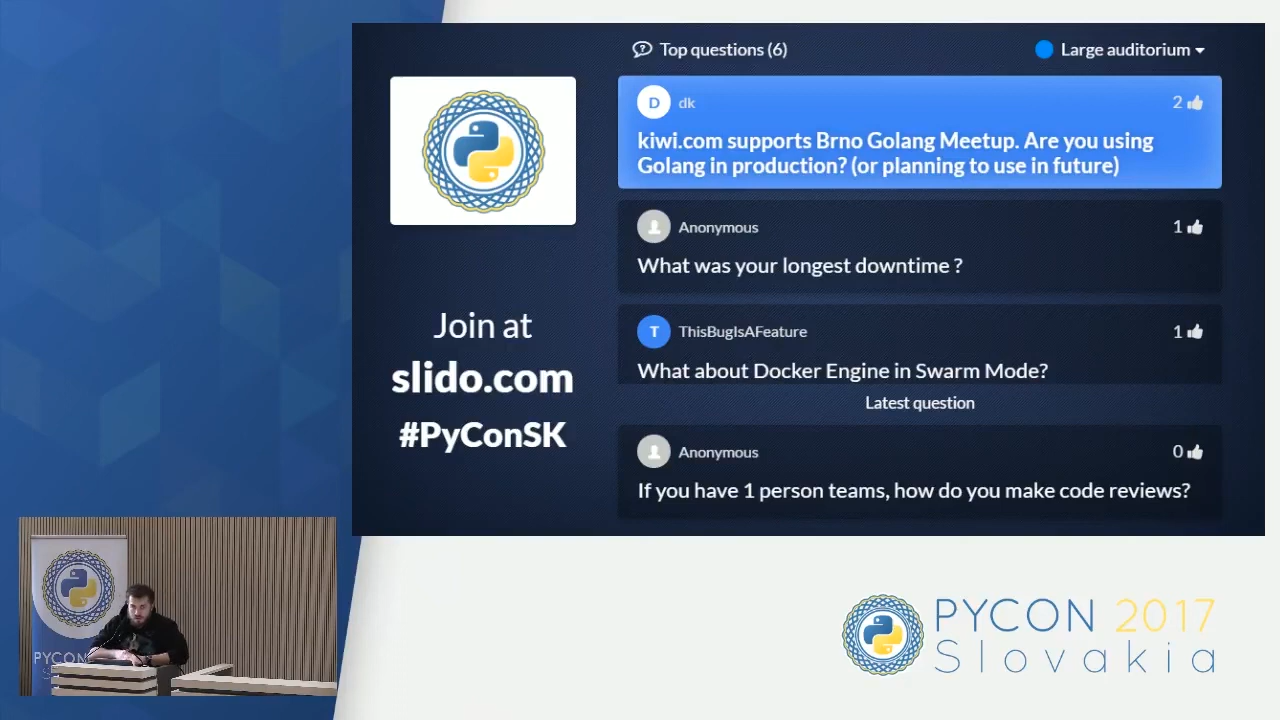 Top questions (6)
Large auditorium
D dk
2
kiwi.com supports Brno Golang Meetup. Are you using
Golang in production? (or planning to use in future)
Anonymous
1
What was your longest downtime ?
T ThisBugIsAFeature
1
What about Docker Engine in Swarm Mode?
Latest question
Anonymous
0
If you have 1 person teams, how do you make code reviews?
Join at
slido.com
#PyConSK
PYCON
PYCON 2017
Slovakia